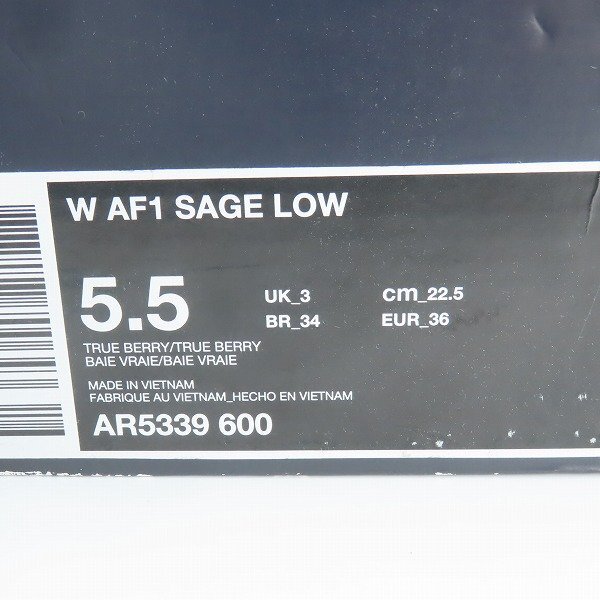 W AF1 SAGE LOW
5.5
UK_3 cm_22.5
BR_34 EUR_36
TRUE BERRY/TRUE BERRY
BAIE VRAIE/BAIE VRAIE
MADE IN VIETNAM
FABRIQUE AU VIETNAM_HECHO EN VIETNAM
AR5339 600